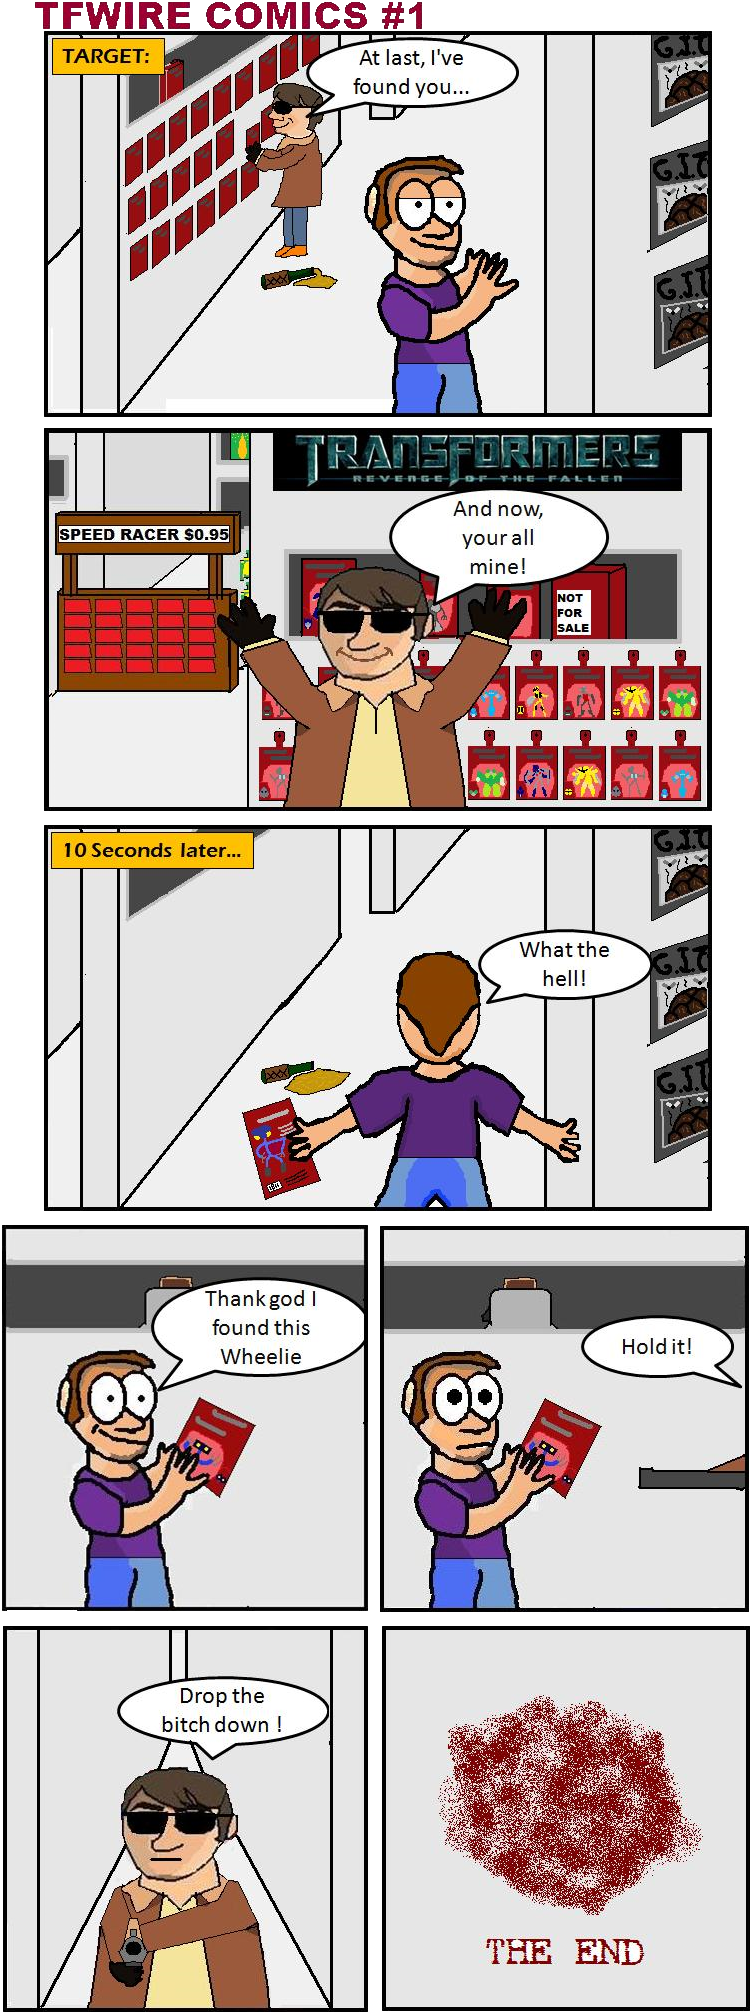 TFWIRE COMICS #1
TARGET:
At last, I've
found you...
G.I.
G.I.
G.I.
TRANSFORMERS
REVENGE OF THE FALLEN
And now,
your all
mine!
SPEED RACER $0.95
NOT
FOR
SALE
10 Seconds later...
What the
hell!
G.I.
G.I.
G.I.
Thank god I
found this
Wheelie
Hold it!
Drop the
bitch down !
THE END